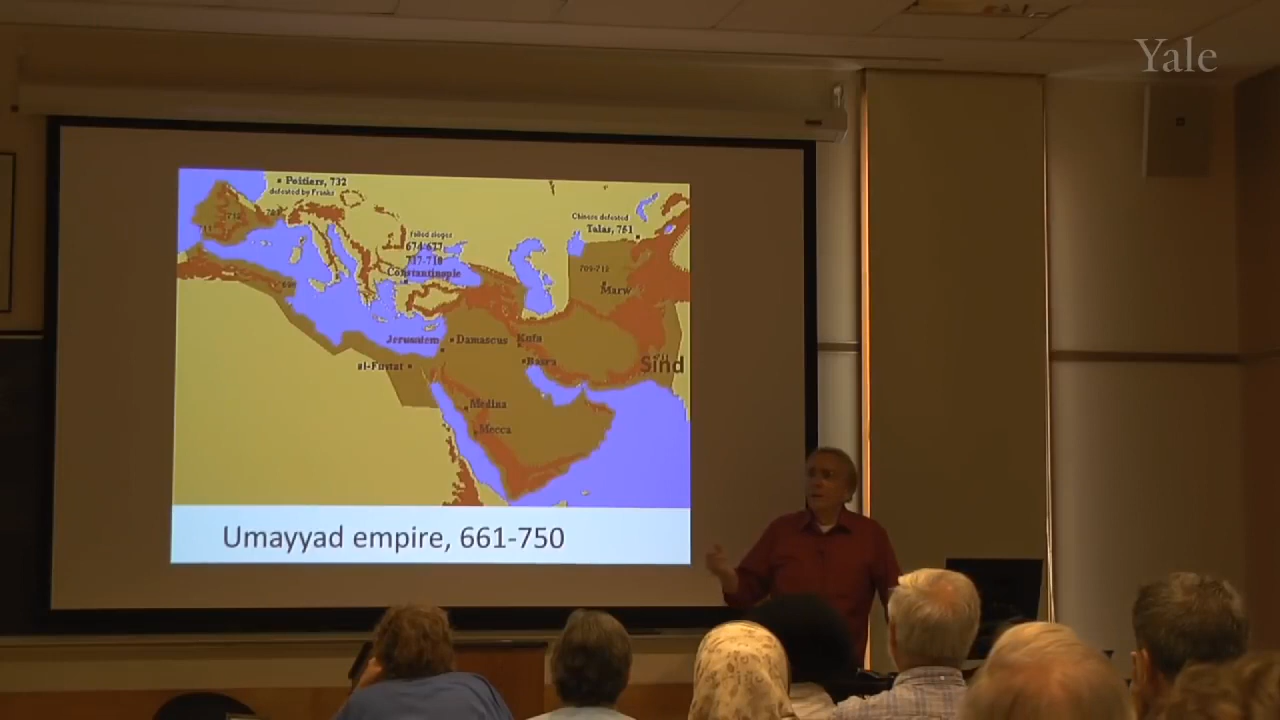 Yale
Poitiers, 732
defeated by Franks
Chinese defeated
Talas, 751
failed sieges
674-677
717-718
Constantinople
709-712
Marw
Jerusalem
Damascus
Kufa
Basra
Sind
al-Fustat
Medina
Mecca
Umayyad empire, 661-750